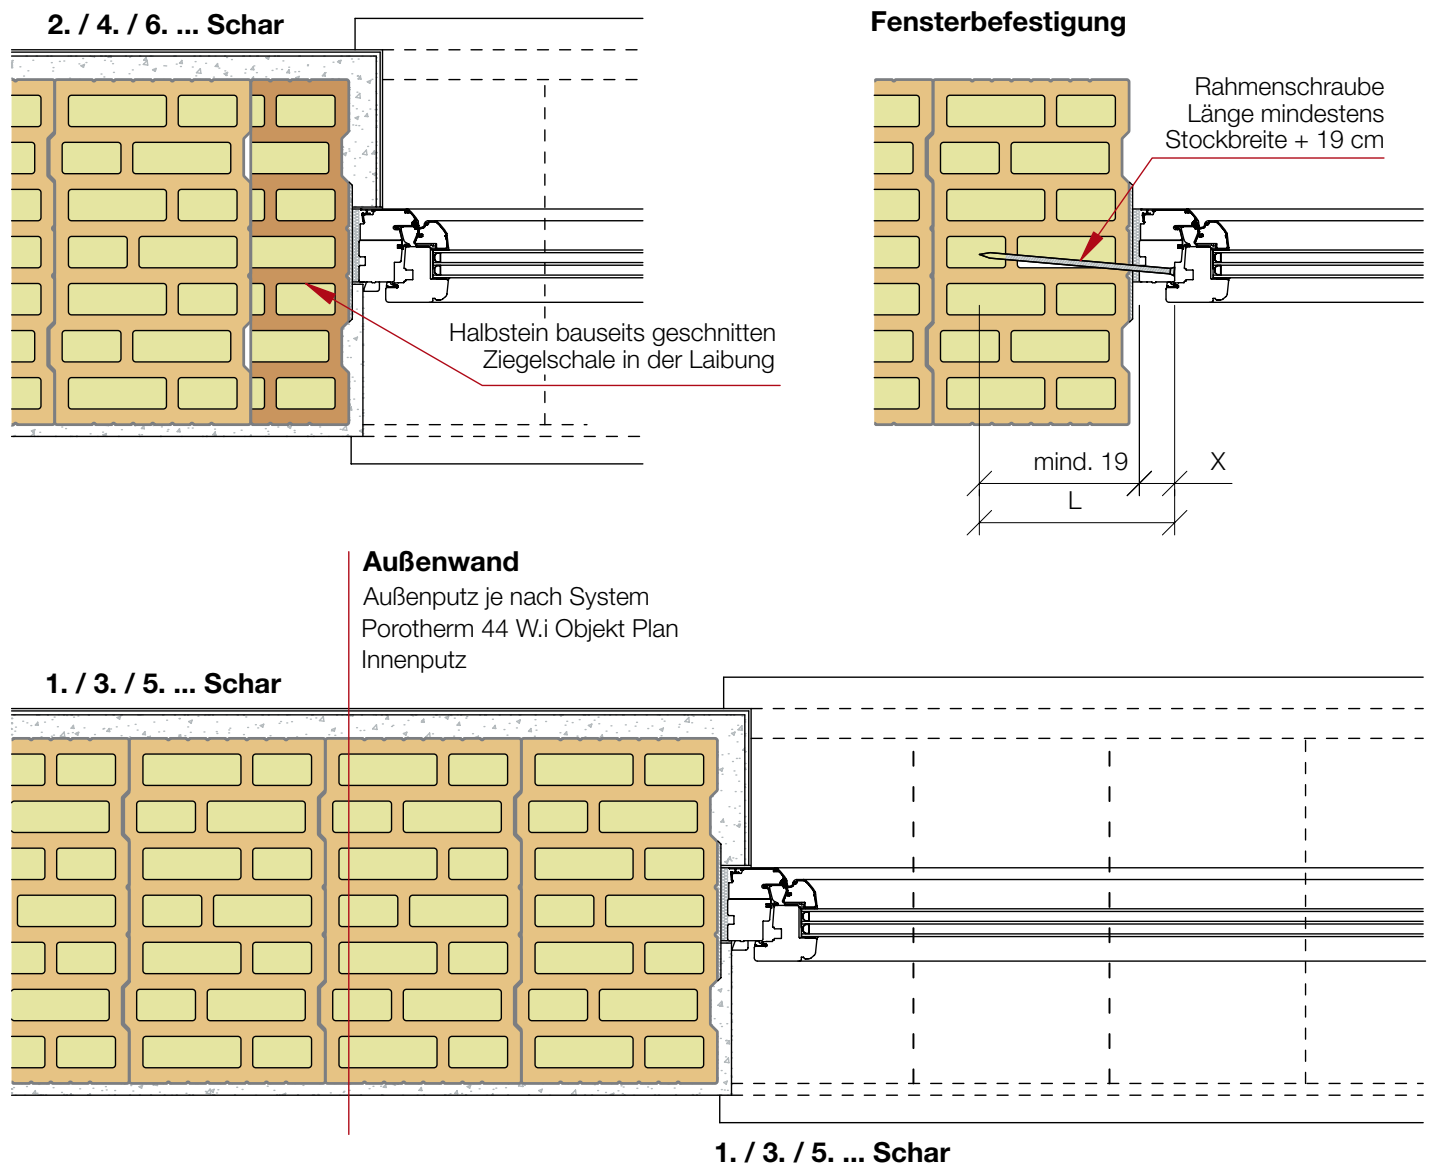 2. / 4. / 6. ... Schar
Halbstein bauseits geschnitten
Ziegelschale in der Laibung
Fensterbefestigung
Rahmenschraube
Länge mindestens
Stockbreite + 19 cm
mind. 19
X
L
Außenwand
Außenputz je nach System
Porotherm 44 W.i Objekt Plan
Innenputz
1. / 3. / 5. ... Schar
1. / 3. / 5. ... Schar